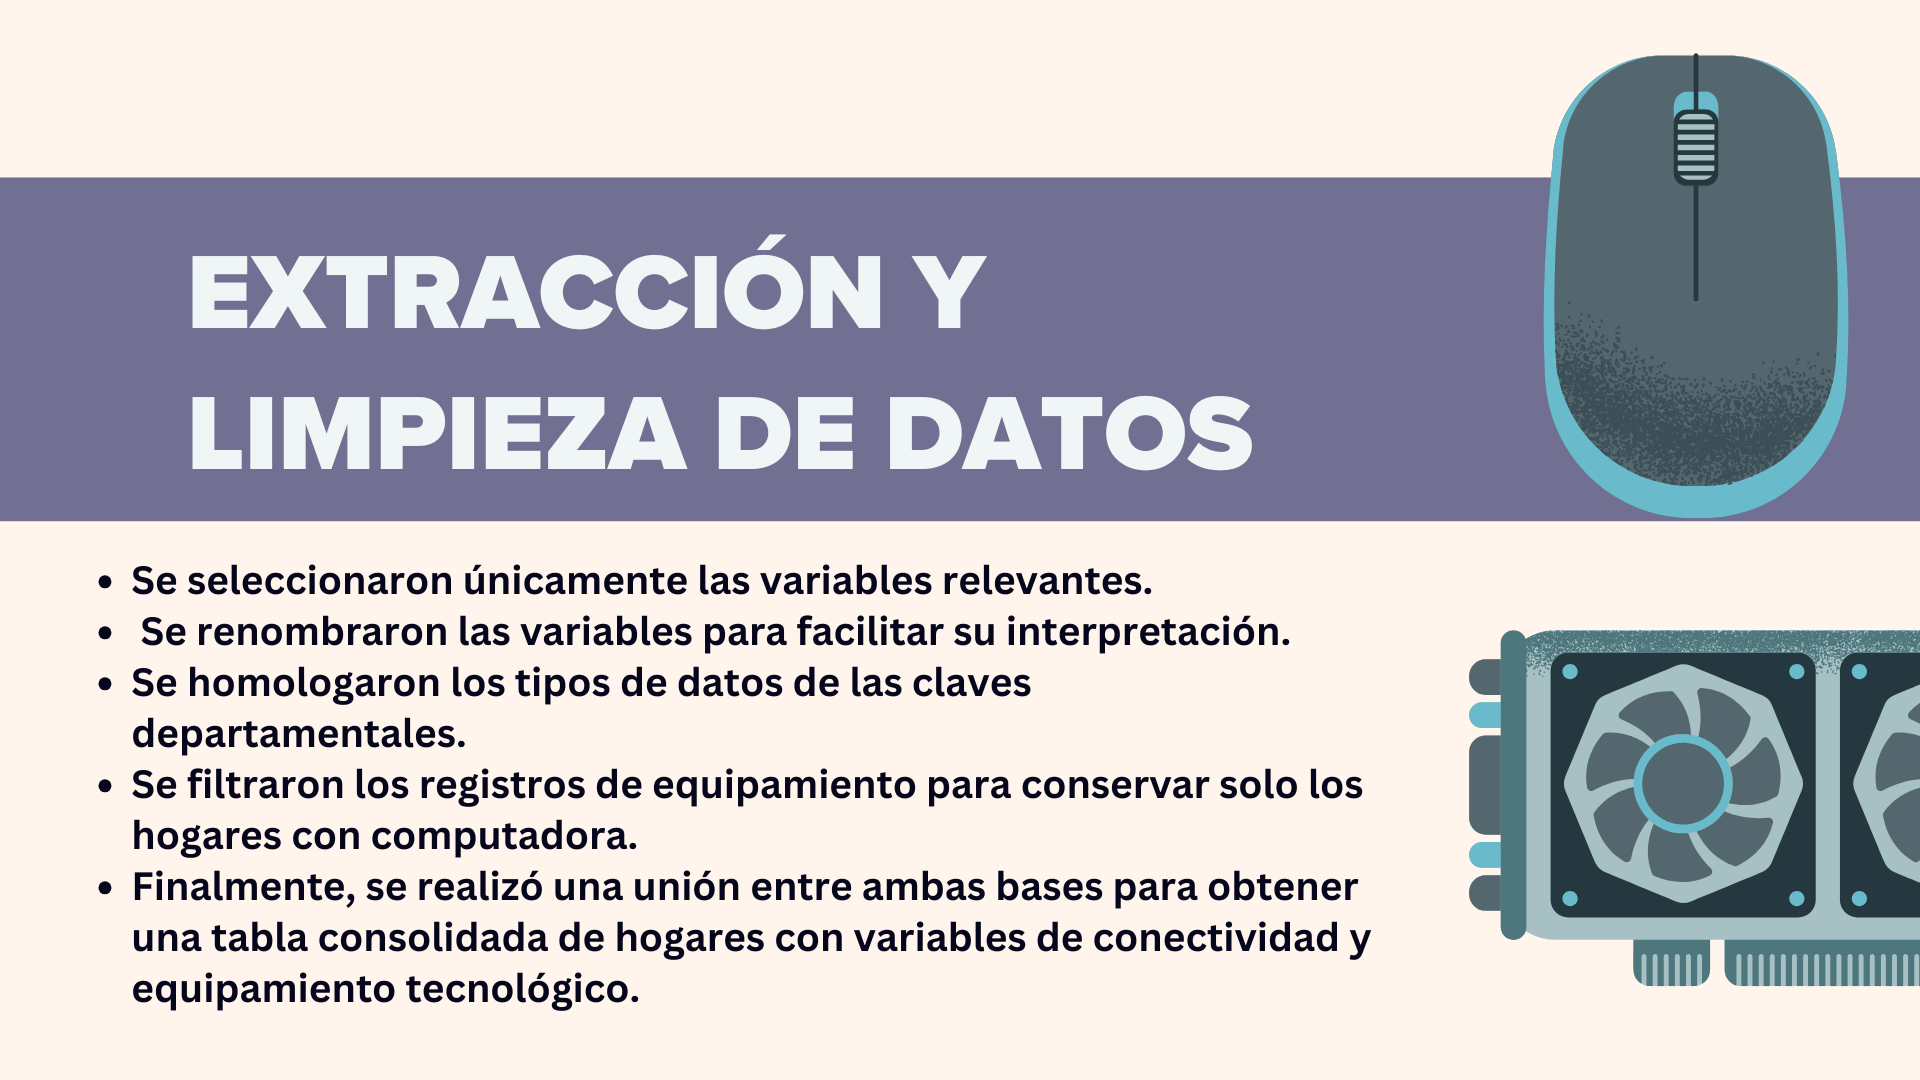 EXTRACCIÓN Y
LIMPIEZA DE DATOS
• Se seleccionaron únicamente las variables relevantes.
• Se renombraron las variables para facilitar su interpretación.
• Se homologaron los tipos de datos de las claves
departamentales.
• Se filtraron los registros de equipamiento para conservar solo los
hogares con computadora.
• Finalmente, se realizó una unión entre ambas bases para obtener
una tabla consolidada de hogares con variables de conectividad y
equipamiento tecnológico.